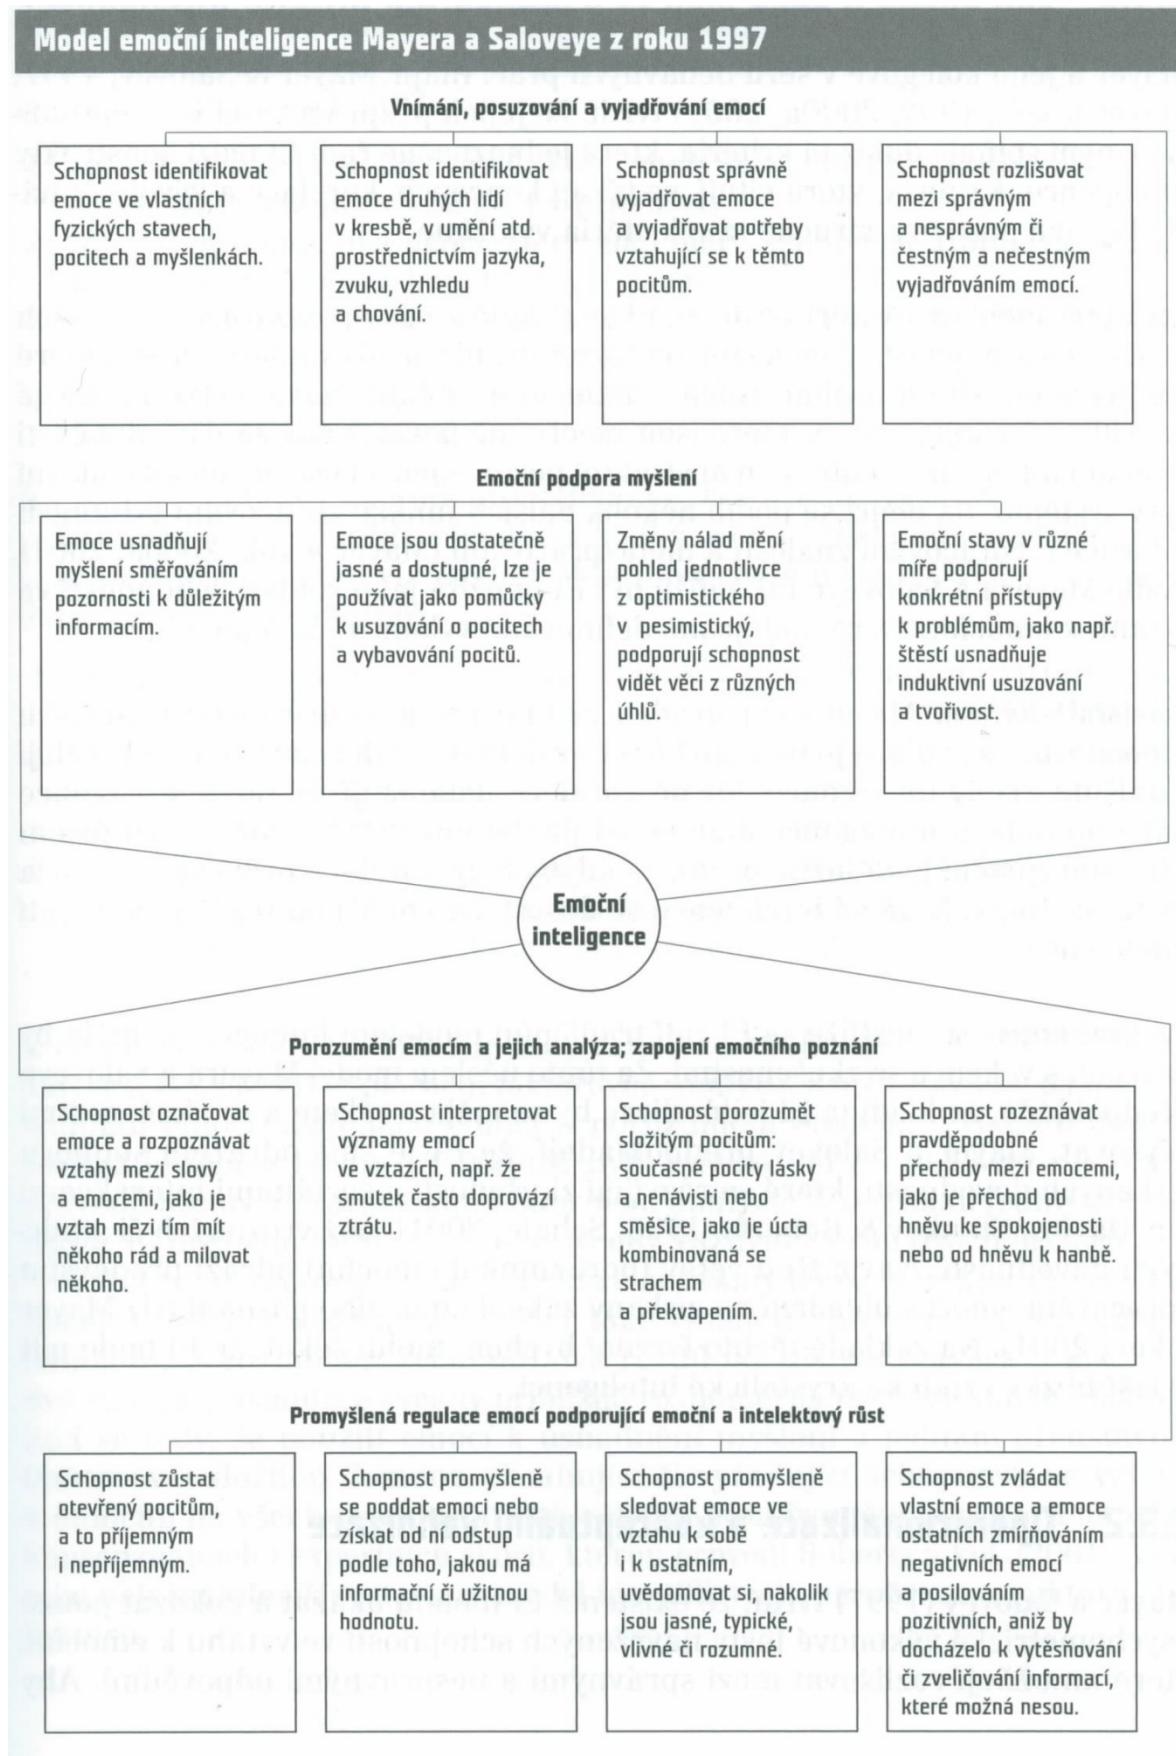 Model emoční inteligence Mayera a Saloveye z roku 1997
Vnímání, posuzování a vyjadřování emocí
Schopnost identifikovat
emoce ve vlastních
fyzických stavech,
pocitech a myšlenkách.
Schopnost identifikovat
emoce druhých lidí
v kresbě, v umění atd.
prostřednictvím jazyka,
zvuku, vzhledu
a chování.
Schopnost správně
vyjadřovat emoce
a vyjadřovat potřeby
vztahující se k těmto
pocitům.
Schopnost rozlišovat
mezi správným
a nesprávným či
čestným a nečestným
vyjadřováním emocí.
Emoční podpora myšlení
Emoce usnadňují
myšlení směřováním
pozornosti k důležitým
informacím.
Emoce jsou dostatečně
jasné a dostupné, lze je
používat jako pomůcky
k usuzování o pocitech
a vybavování pocitů.
Změny nálad mění
pohled jednotlivce
z optimistického
v pesimistický,
podporují schopnost
vidět věci z různých
úhlů.
Emoční stavy v různé
míře podporují
konkrétní přístupy
k problémům, jako např.
štěstí usnadňuje
induktivní usuzování
a tvořivost.
Emoční
inteligence
Porozumění emocím a jejich analýza; zapojení emočního poznání
Schopnost označovat
emoce a rozpoznávat
vztahy mezi slovy
a emocemi, jako je
vztah mezi tím mít
někoho rád a milovat
někoho.
Schopnost interpretovat
významy emocí
ve vztazích, např. že
smutek často doprovází
ztrátu.
Schopnost porozumět
složitým pocitům:
současné pocity lásky
a nenávisti nebo
směsice, jako je úcta
kombinovaná se
strachem
a překvapením.
Schopnost rozeznávat
pravděpodobné
přechody mezi emocemi,
jako je přechod od
hněvu ke spokojenosti
nebo od hněvu k hanbě.
Promyšlená regulace emocí podporující emoční a intelektový růst
Schopnost zůstat
otevřený pocitům,
a to příjemným
i nepříjemným.
Schopnost promyšleně
se poddat emoci nebo
získat od ní odstup
podle toho, jakou má
informační či užitnou
hodnotu.
Schopnost promyšleně
sledovat emoce ve
vztahu k sobě
i k ostatním,
uvědomovat si, nakolik
jsou jasné, typické,
vlivné či rozumné.
Schopnost zvládat
vlastní emoce a emoce
ostatních zmírňováním
negativních emocí
a posilováním
pozitivních, aniž by
docházelo k vytěsňování
či zveličování informací,
které možná nesou.